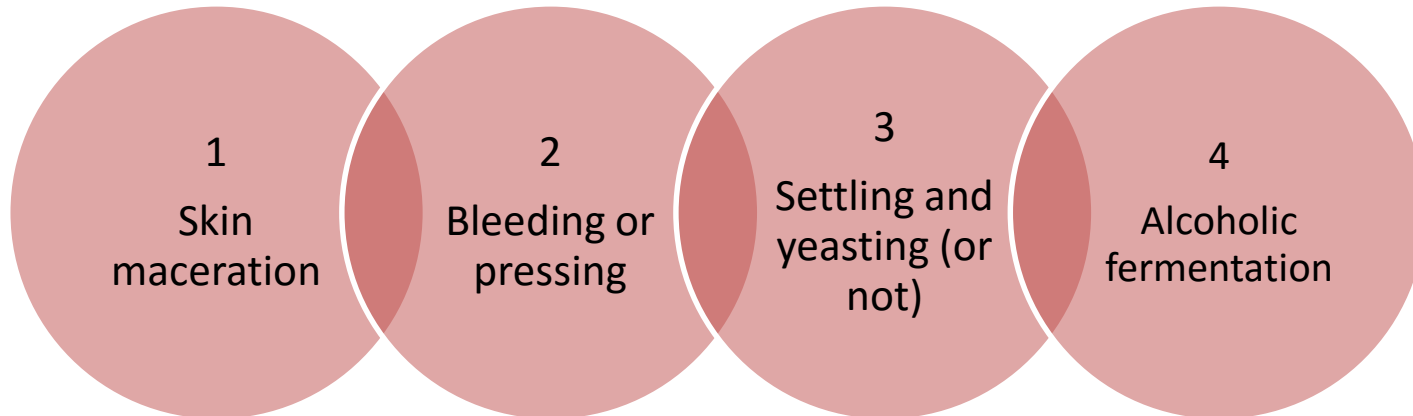 1
Skin
maceration
2
Bleeding or
pressing
3
Settling and
yeasting (or
not)
4
Alcoholic
fermentation